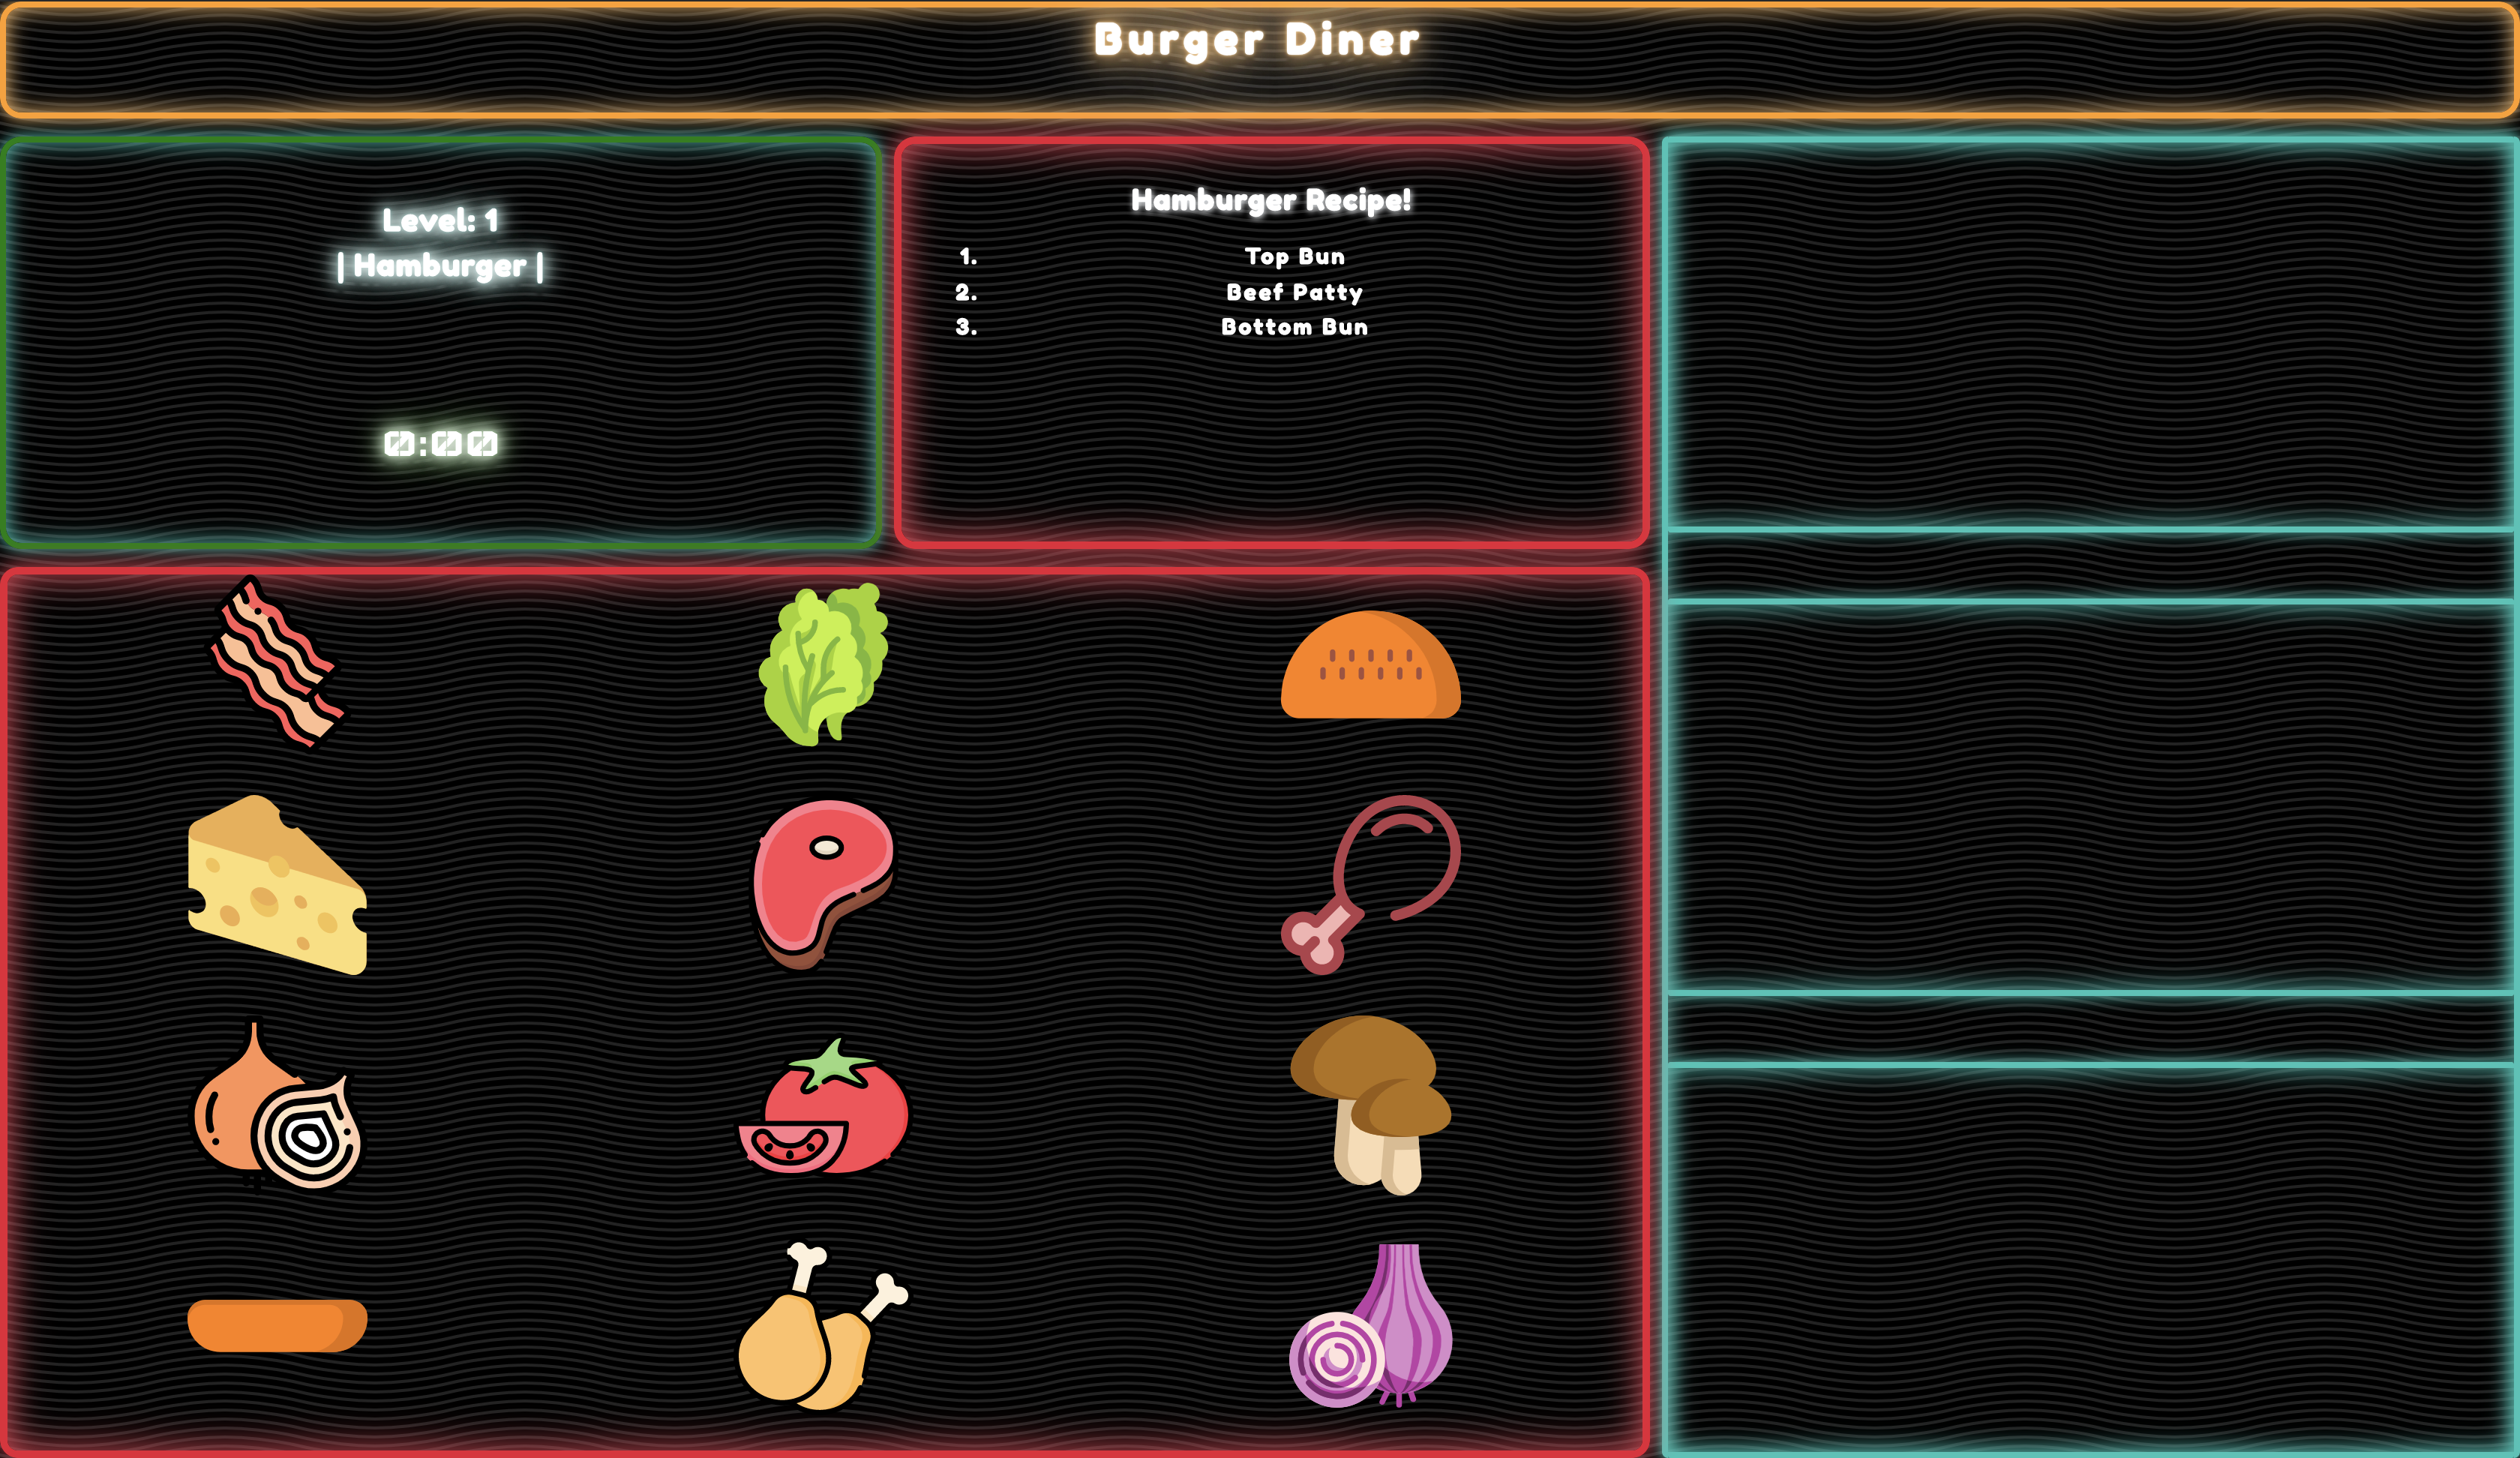 Burger Diner
Level: 1
| Hamburger |
0:00
Hamburger Recipe!
1. Top Bun
2. Beef Patty
3. Bottom Bun